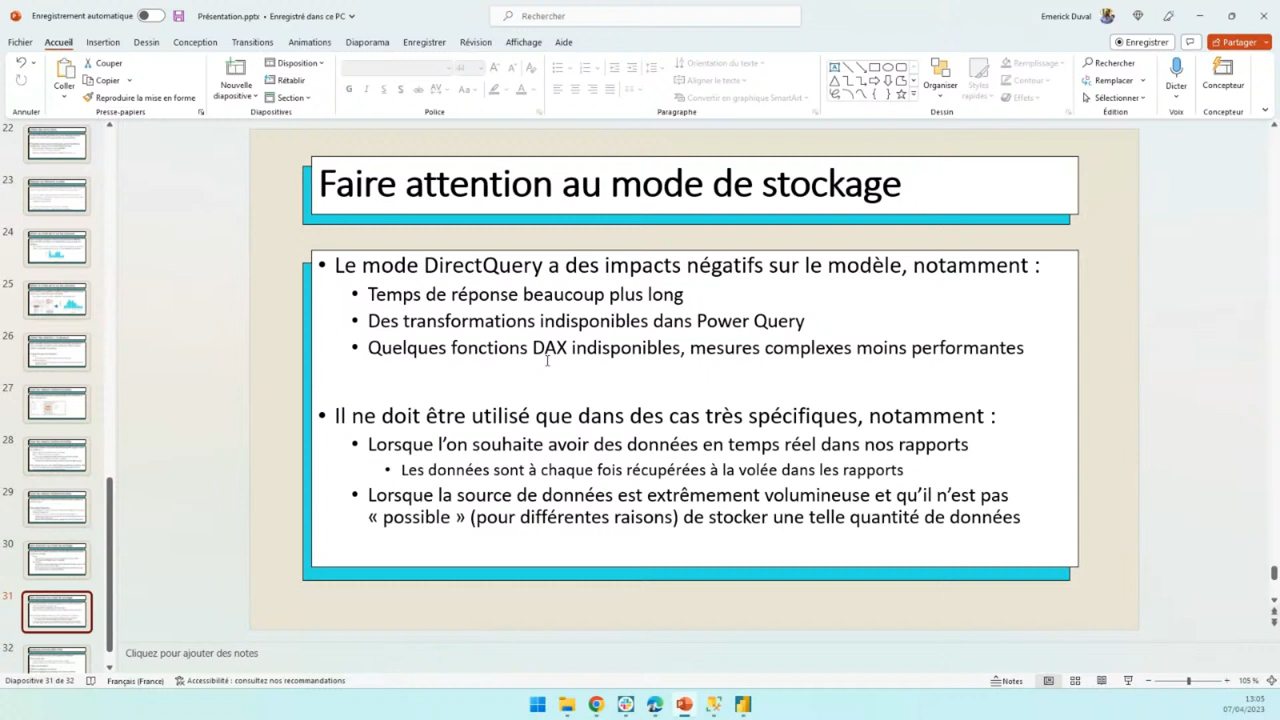 Enregistrement automatique
Présentation.pptx • Enregistré dans ce PC
Rechercher
Emerick Duval
Fichier Accueil Insertion Dessin Conception Transitions Animations Diaporama Enregistrer Révision Affichage Aide
Enregistrer
Partager
Annuler
Coller
Couper
Copier
Reproduire la mise en forme
Presse-papiers
Nouvelle
diapositive
Disposition
Rétablir
Section
Diapositives
Police
Orientation du texte
Aligner le texte
Convertir en graphique SmartArt
Paragraphe
Organiser
Styles
rapides
Remplissage
Contour
Effets
Dessin
Rechercher
Remplacer
Sélectionner
Édition
Dicter
Voix
Concepteur
Concepteur
22
23
24
25
26
27
28
29
30
31
32
Faire attention au mode de stockage
• Le mode DirectQuery a des impacts négatifs sur le modèle, notamment :
• Temps de réponse beaucoup plus long
• Des transformations indisponibles dans Power Query
• Quelques fonctions DAX indisponibles, mesures complexes moins performantes
• Il ne doit être utilisé que dans des cas très spécifiques, notamment :
• Lorsque l’on souhaite avoir des données en temps réel dans nos rapports
• Les données sont à chaque fois récupérées à la volée dans les rapports
• Lorsque la source de données est extrêmement volumineuse et qu’il n’est pas
« possible » (pour différentes raisons) de stocker une telle quantité de données
Cliquez pour ajouter des notes
Diapositive 31 de 32
Français (France)
Accessibilité : consultez nos recommandations
Notes
105 %
13:05
07/04/2023